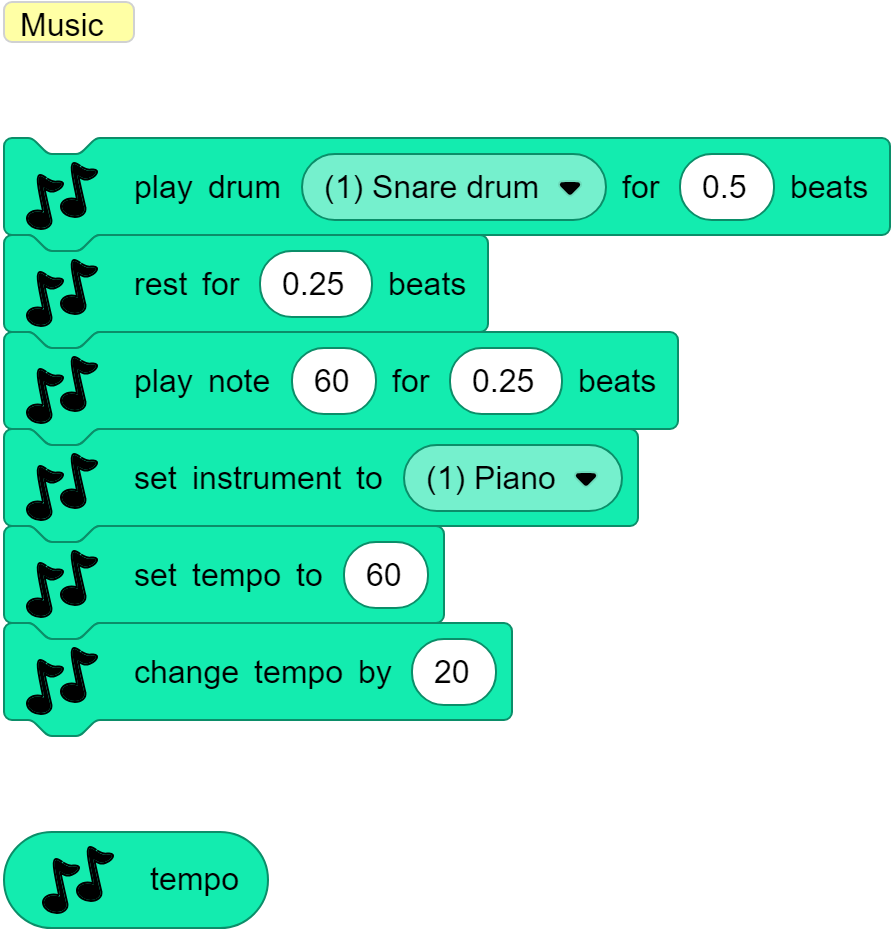 Music
play drum (1) Snare drum for 0.5 beats
rest for 0.25 beats
play note 60 for 0.25 beats
set instrument to (1) Piano
set tempo to 60
change tempo by 20
tempo